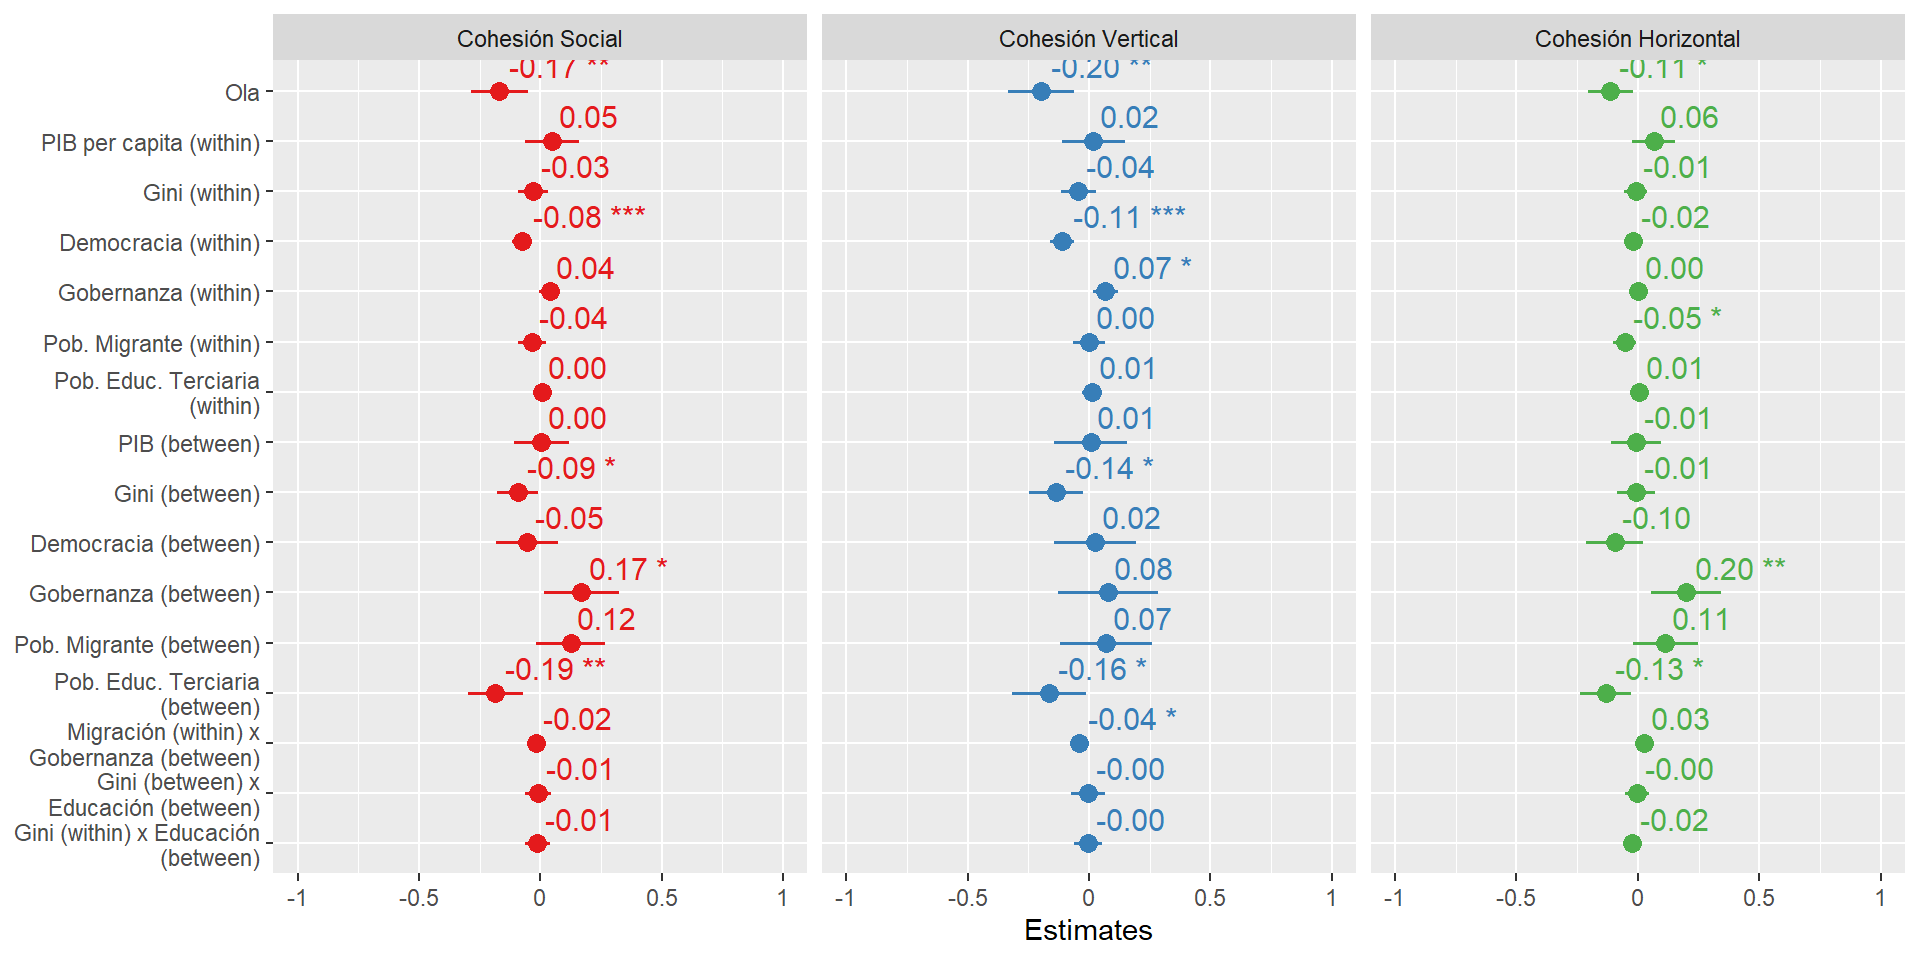 Cohesión Social
Cohesión Vertical
Cohesión Horizontal
Ola
-0.17 **
-0.20 **
-0.11 *
PIB per capita (within)
0.05
0.02
0.06
Gini (within)
-0.03
-0.04
-0.01
Democracia (within)
-0.08 ***
-0.11 ***
-0.02
Gobernanza (within)
0.04
0.07 *
0.00
Pob. Migrante (within)
-0.04
0.00
-0.05 *
Pob. Educ. Terciaria
(within)
0.00
0.01
0.01
PIB (between)
0.00
0.01
-0.01
Gini (between)
-0.09 *
-0.14 *
-0.01
Democracia (between)
-0.05
0.02
-0.10
Gobernanza (between)
0.17 *
0.08
0.20 **
Pob. Migrante (between)
0.12
0.07
0.11
Pob. Educ. Terciaria
(between)
-0.19 **
-0.16 *
-0.13 *
Migración (within) x
Gobernanza (between)
-0.02
-0.04 *
0.03
Gini (between) x
Educación (between)
-0.01
-0.00
-0.00
Gini (within) x Educación
(between)
-0.01
-0.00
-0.02
-1 -0.5 0 0.5 1
-1 -0.5 0 0.5 1
-1 -0.5 0 0.5 1
Estimates